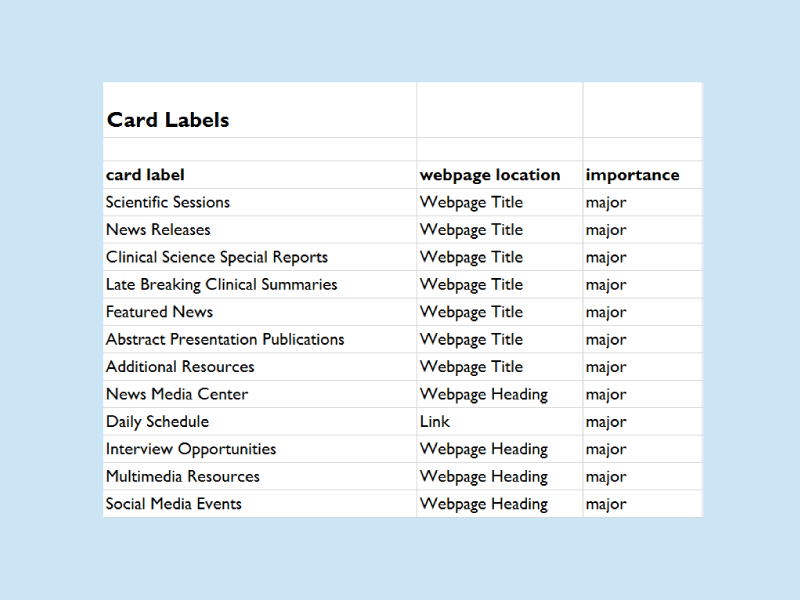 Card Labels
card label webpage location importance
Scientific Sessions Webpage Title major
News Releases Webpage Title major
Clinical Science Special Reports Webpage Title major
Late Breaking Clinical Summaries Webpage Title major
Featured News Webpage Title major
Abstract Presentation Publications Webpage Title major
Additional Resources Webpage Title major
News Media Center Webpage Heading major
Daily Schedule Link major
Interview Opportunities Webpage Heading major
Multimedia Resources Webpage Heading major
Social Media Events Webpage Heading major